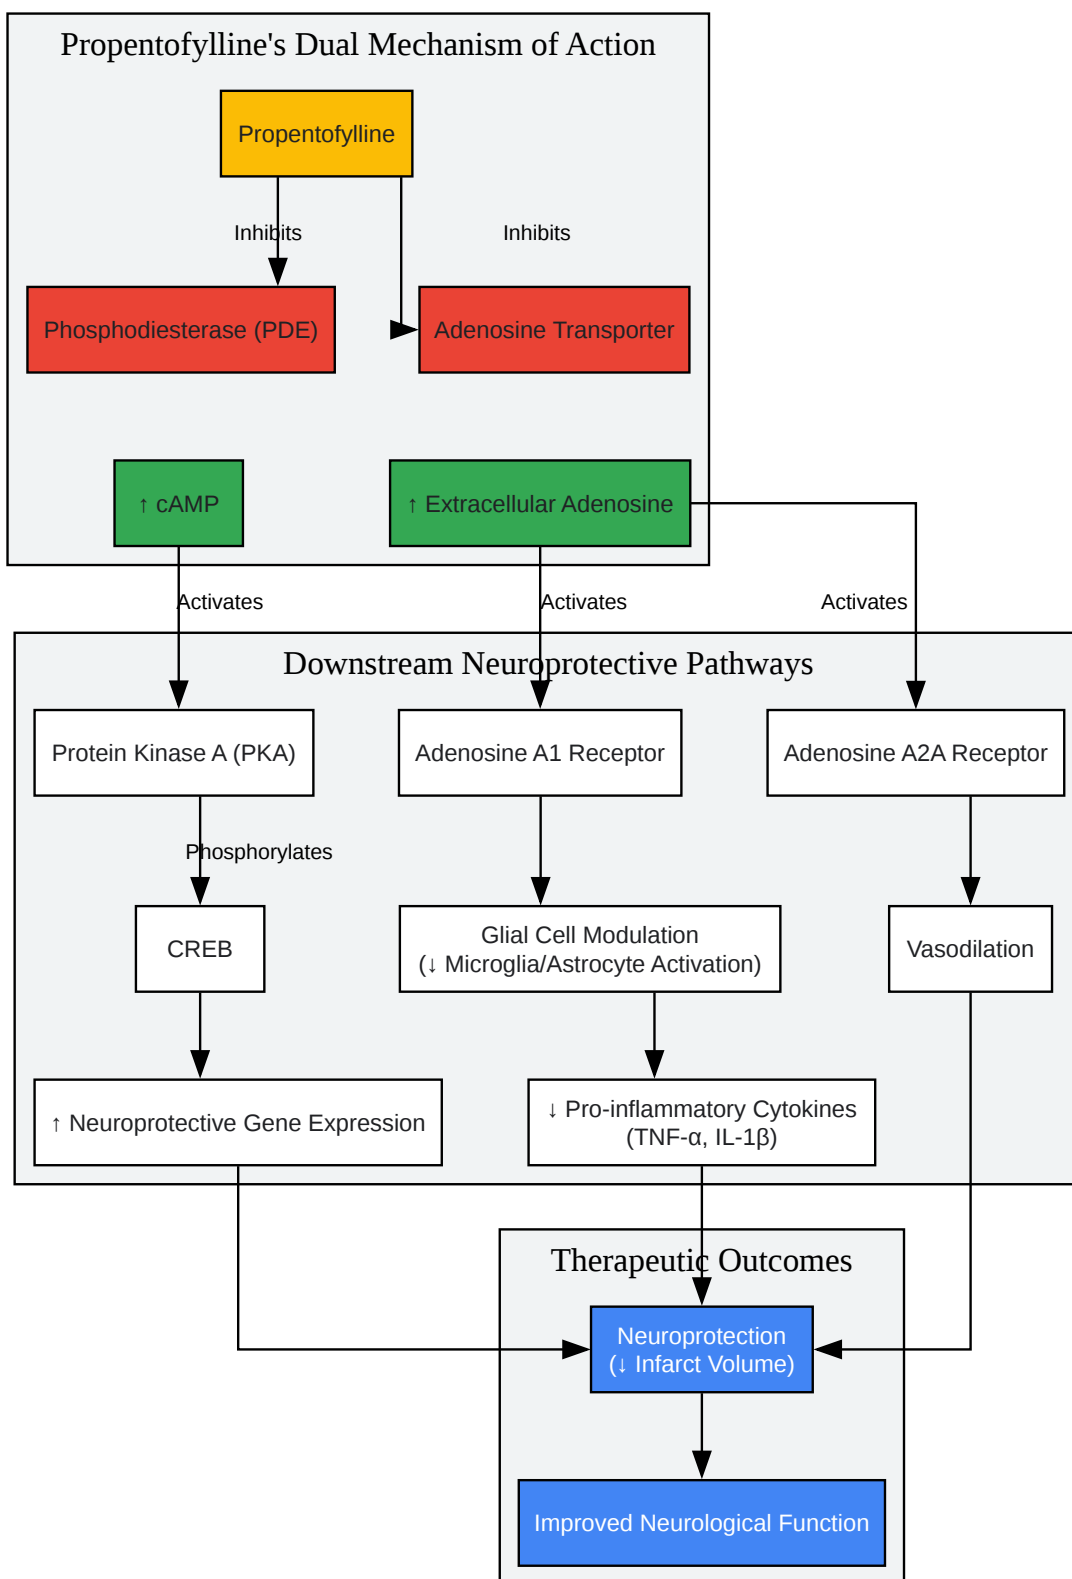 Propentofylline's Dual Mechanism of Action
Propentofylline
Inhibits
Inhibits
Phosphodiesterase (PDE)
Adenosine Transporter
↑ cAMP
↑ Extracellular Adenosine
Activates
Activates
Activates
Downstream Neuroprotective Pathways
Protein Kinase A (PKA)
Adenosine A1 Receptor
Adenosine A2A Receptor
Phosphorylates
CREB
Glial Cell Modulation
(↓ Microglia/Astrocyte Activation)
Vasodilation
↑ Neuroprotective Gene Expression
↓ Pro-inflammatory Cytokines
(TNF-α, IL-1β)
Therapeutic Outcomes
Neuroprotection
(↓ Infarct Volume)
Improved Neurological Function